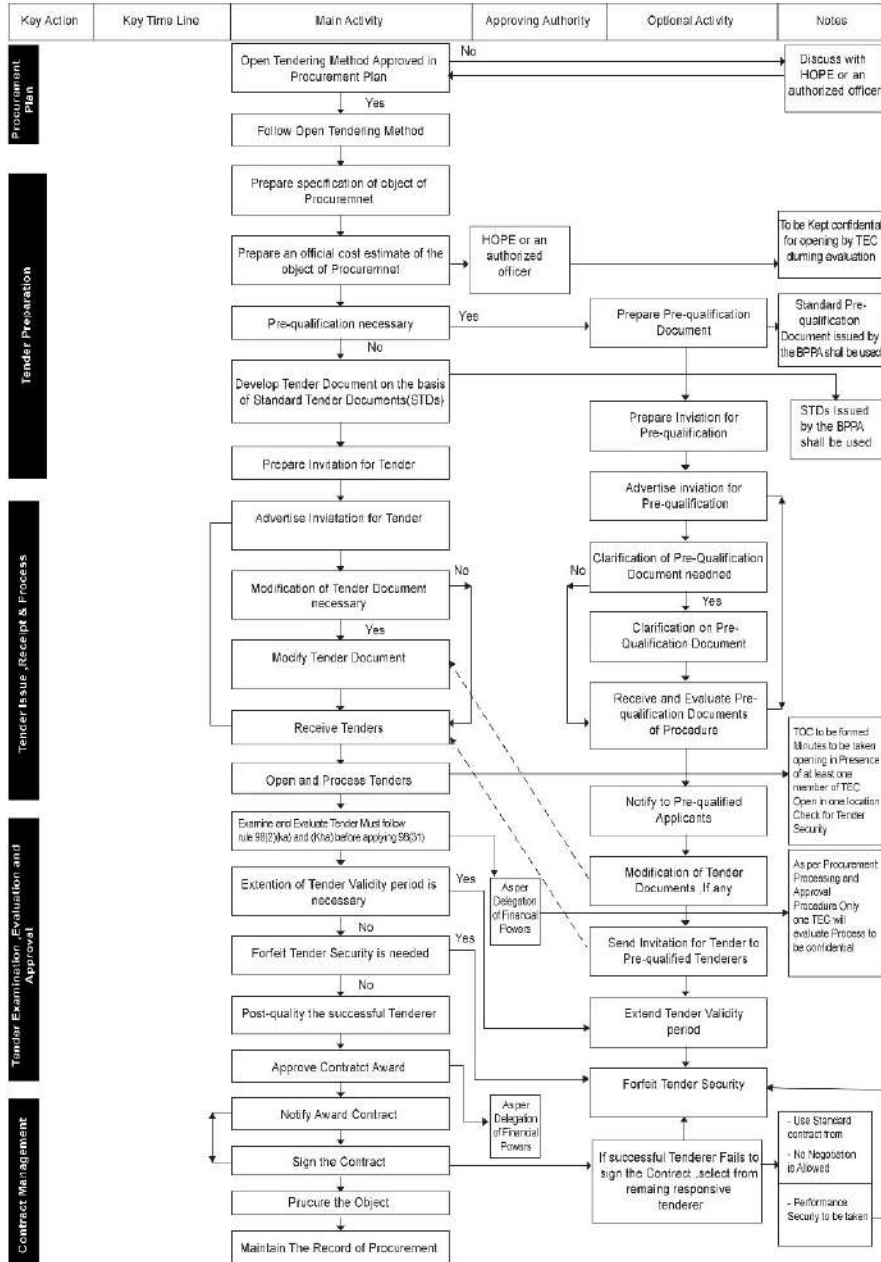 Key Action
Key Time Line
Main Activity
Approving Authority
Optional Activity
Notes
Procurement
Plan
Open Tendering Method Approved in
Procurement Plan
No
Discuss with
HOPE or an
authorized officer
Yes
Follow Open Tendering Method
Tender Preparation
Prepare specification of object of
Procuremnet
Prepare an official cost estimate of the
object of Procuremnet
HOPE or an
authorized
officer
To be Kept confidential
for opening by TEC
duming evaluation
Pre-qualification necessary
Yes
Prepare Pre-qualification
Document
Standard Pre-
qualification
Document issued by
the BPPA shall be used
No
Develop Tender Document on the basis
of Standard Tender Documents(STDs)
Prepare Inviation for
Pre-qualification
STDs Issued
by the BPPA
shall be used
Prepare Invitation for Tender
Tender Issue ,Receipt & Process
Advertise Inviatation for Tender
Advertise inviation for
Pre-qualification
Modification of Tender Document
necessary
No
No
Clarification of Pre-Qualification
Document needned
Yes
Yes
Modify Tender Document
Clarification on Pre-
Qualification Document
Receive Tenders
Receive and Evaluate Pre-
qualification Documents
of Procedure
Open and Process Tenders
TOC to be formed
Minutes to be taken
opening in Presence
of at least one
member of TEC
Open in one location
Check for Tender
Security
Notify to Pre-qualified
Applicants
Tender Examination ,Evaluation and
Approval
Examine and Evaluate Tender Must follow
rule 98(2)(ka) and (Kha) before applying 98(31)
Extention of Tender Validity period is
necessary
Yes
As per
Delegation
of Financial
Powers
Modification of Tender
Documents ,If any
As per Procurement
Processing and
Approval
Procedure Only
one TEC will
evaluate Process to
be confidential
No
Forfeit Tender Security is needed
Yes
Send Invitation for Tender to
Pre-qualified Tenderers
No
Post-quality the successful Tenderer
Extend Tender Validity
period
Approve Contratct Award
Forfeit Tender Security
Contract Management
Notify Award Contract
As per
Delegation
of Financial
Powers
Sign the Contract
If successful Tenderer Fails to
sign the Contract ,select from
remaing responsive
tenderer
- Use Standard
contract from
- No Negotiation
is Allowed
- Performance
Securly to be taken
Prucure the Object
Maintain The Record of Procurement